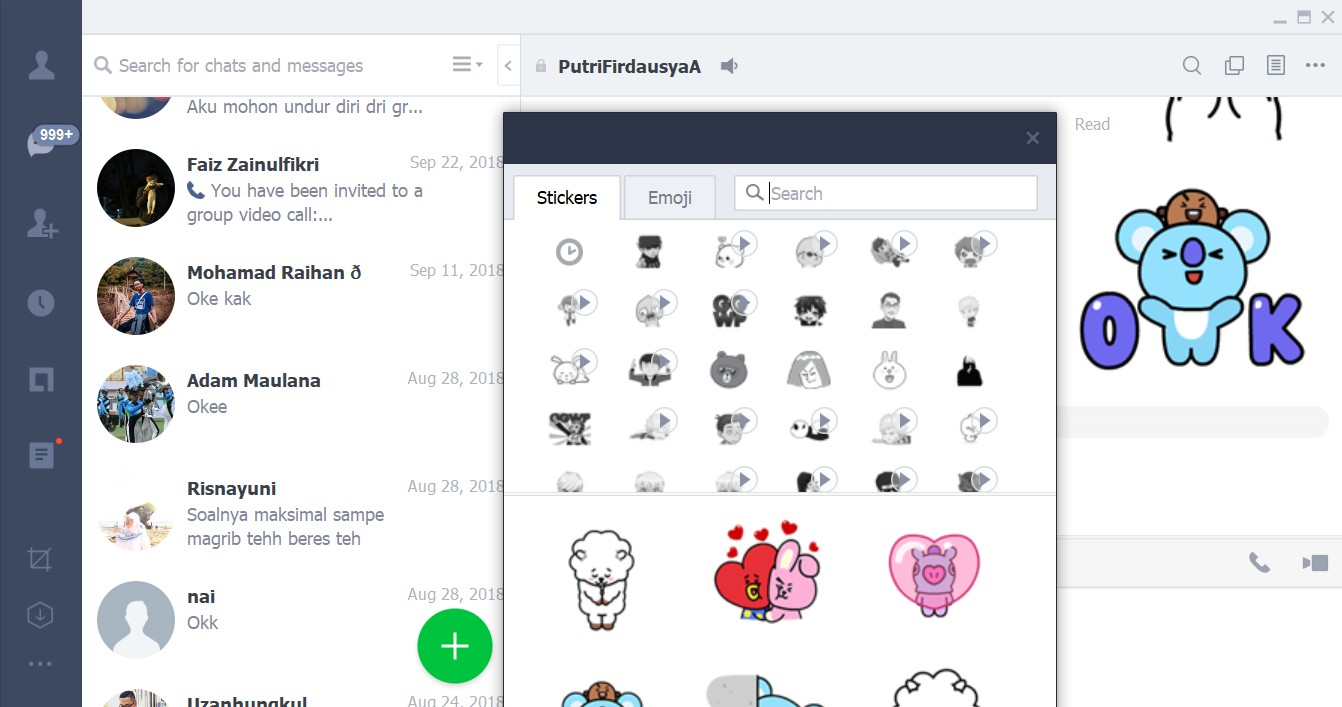 Search for chats and messages
PutriFirdausyaA
Aku mohon undur diri dri gr...
999+
Faiz Zainulfikri
Sep 22, 2018
You have been invited to a
group video call:...
Mohamad Raihan ð
Sep 11, 2018
Oke kak
Adam Maulana
Aug 28, 2018
Okee
Risnayuni
Aug 28, 2018
Soalnya maksimal sampe
magrib tehh beres teh
nai
Aug 28, 2018
Okk
Uzanhungkul
Aug 24, 2018
Stickers
Emoji
Search
WP
Read
OK